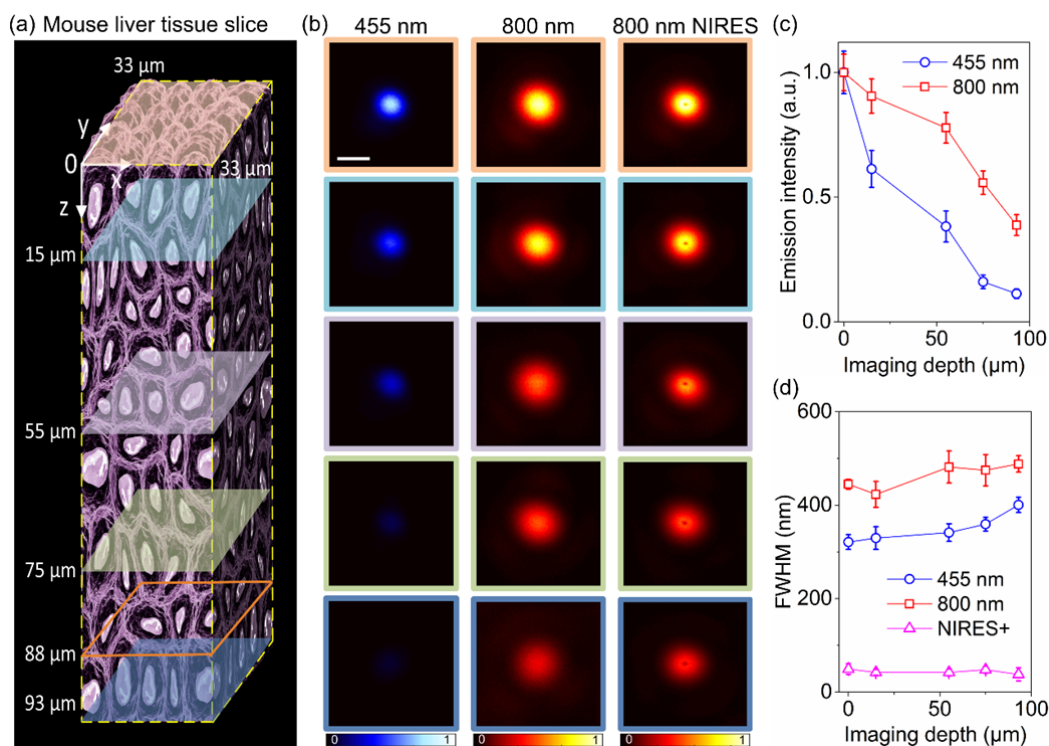 (a) Mouse liver tissue slice
33 µm
y
0
x
33 µm
z
15 µm
55 µm
75 µm
88 µm
93 µm
(b)
455 nm 800 nm 800 nm NIRES
0 1 0 1 0 1
(c)
455 nm
800 nm
1.0
0.5
0.0
0 50 100
Emission intensity (a.u.)
Imaging depth (µm)
(d)
600
400
200
0
455 nm
800 nm
NIRES+
0 50 100
FWHM (nm)
Imaging depth (µm)